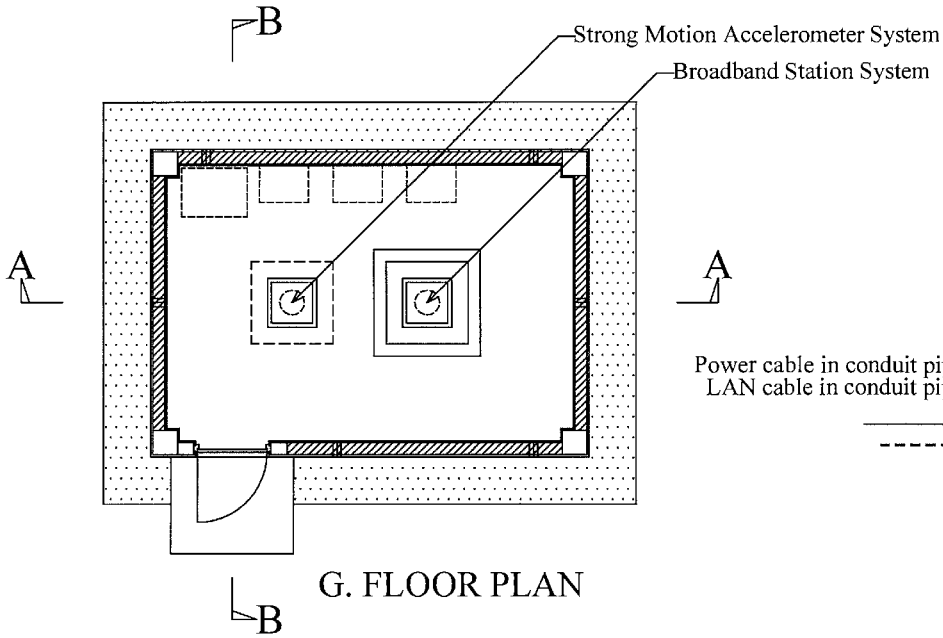 B
Strong Motion Accelerometer System
Broadband Station System
A
A
Power cable in conduit pi
LAN cable in conduit pi
G. FLOOR PLAN
B